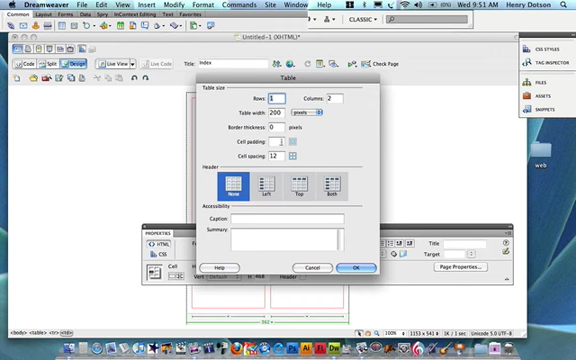 Dreamweaver File Edit View Insert Modify Format Commands Site Window Wed 9:51 AM Henry Dotson
Common Layout Forms Data Spry InContext Editing Text Favorites
CLASSIC
Untitled-1 (XHTML)*
Code Split Design Live View Live Code Title: Index Check Page
CSS STYLES
TAG INSPECTOR
FILES
ASSETS
SNIPPETS
web
Table
Table size
Rows: 1 Columns: 2
Table width: 200 pixels
Border thickness: 0 pixels
Cell padding:
Cell spacing: 12
Header
None Left Top Both
Accessibility
Caption:
Summary:
Help Cancel OK
PROPERTIES
HTML
CSS
Title
Target
Cell
Vert Default H Header
Page Properties...
<body> <table> <tr> <td>
100% 1153 x 541 1K / 1 sec Unicode 5.0 UTF-8